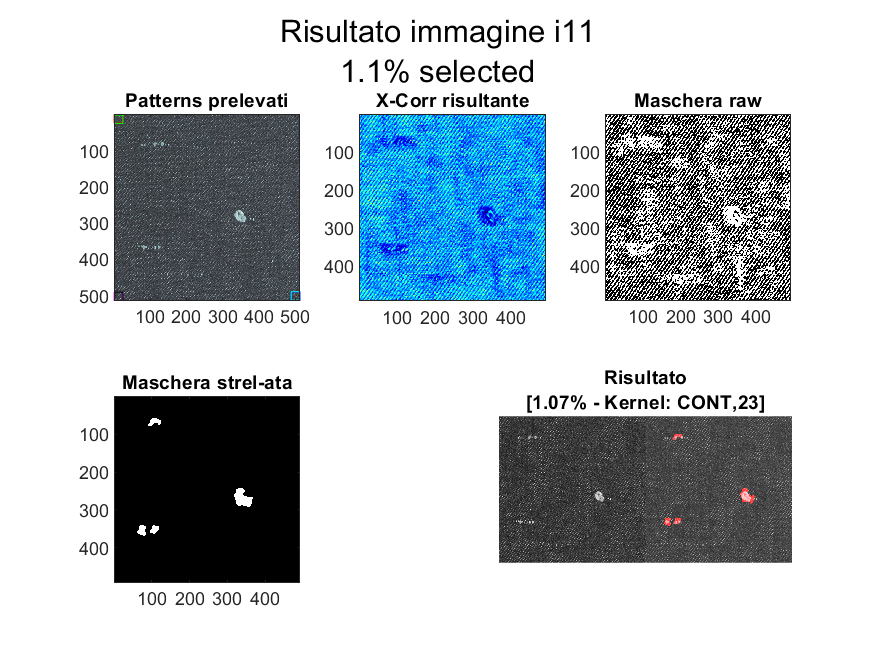 Risultato immagine i11
1.1% selected
Patterns prelevati
100
200
300
400
500
100 200 300 400 500
X-Corr risultante
100
200
300
400
100 200 300 400
Maschera raw
100
200
300
400
100 200 300 400
Maschera strel-ata
100
200
300
400
100 200 300 400
Risultato
[1.07% - Kernel: CONT,23]